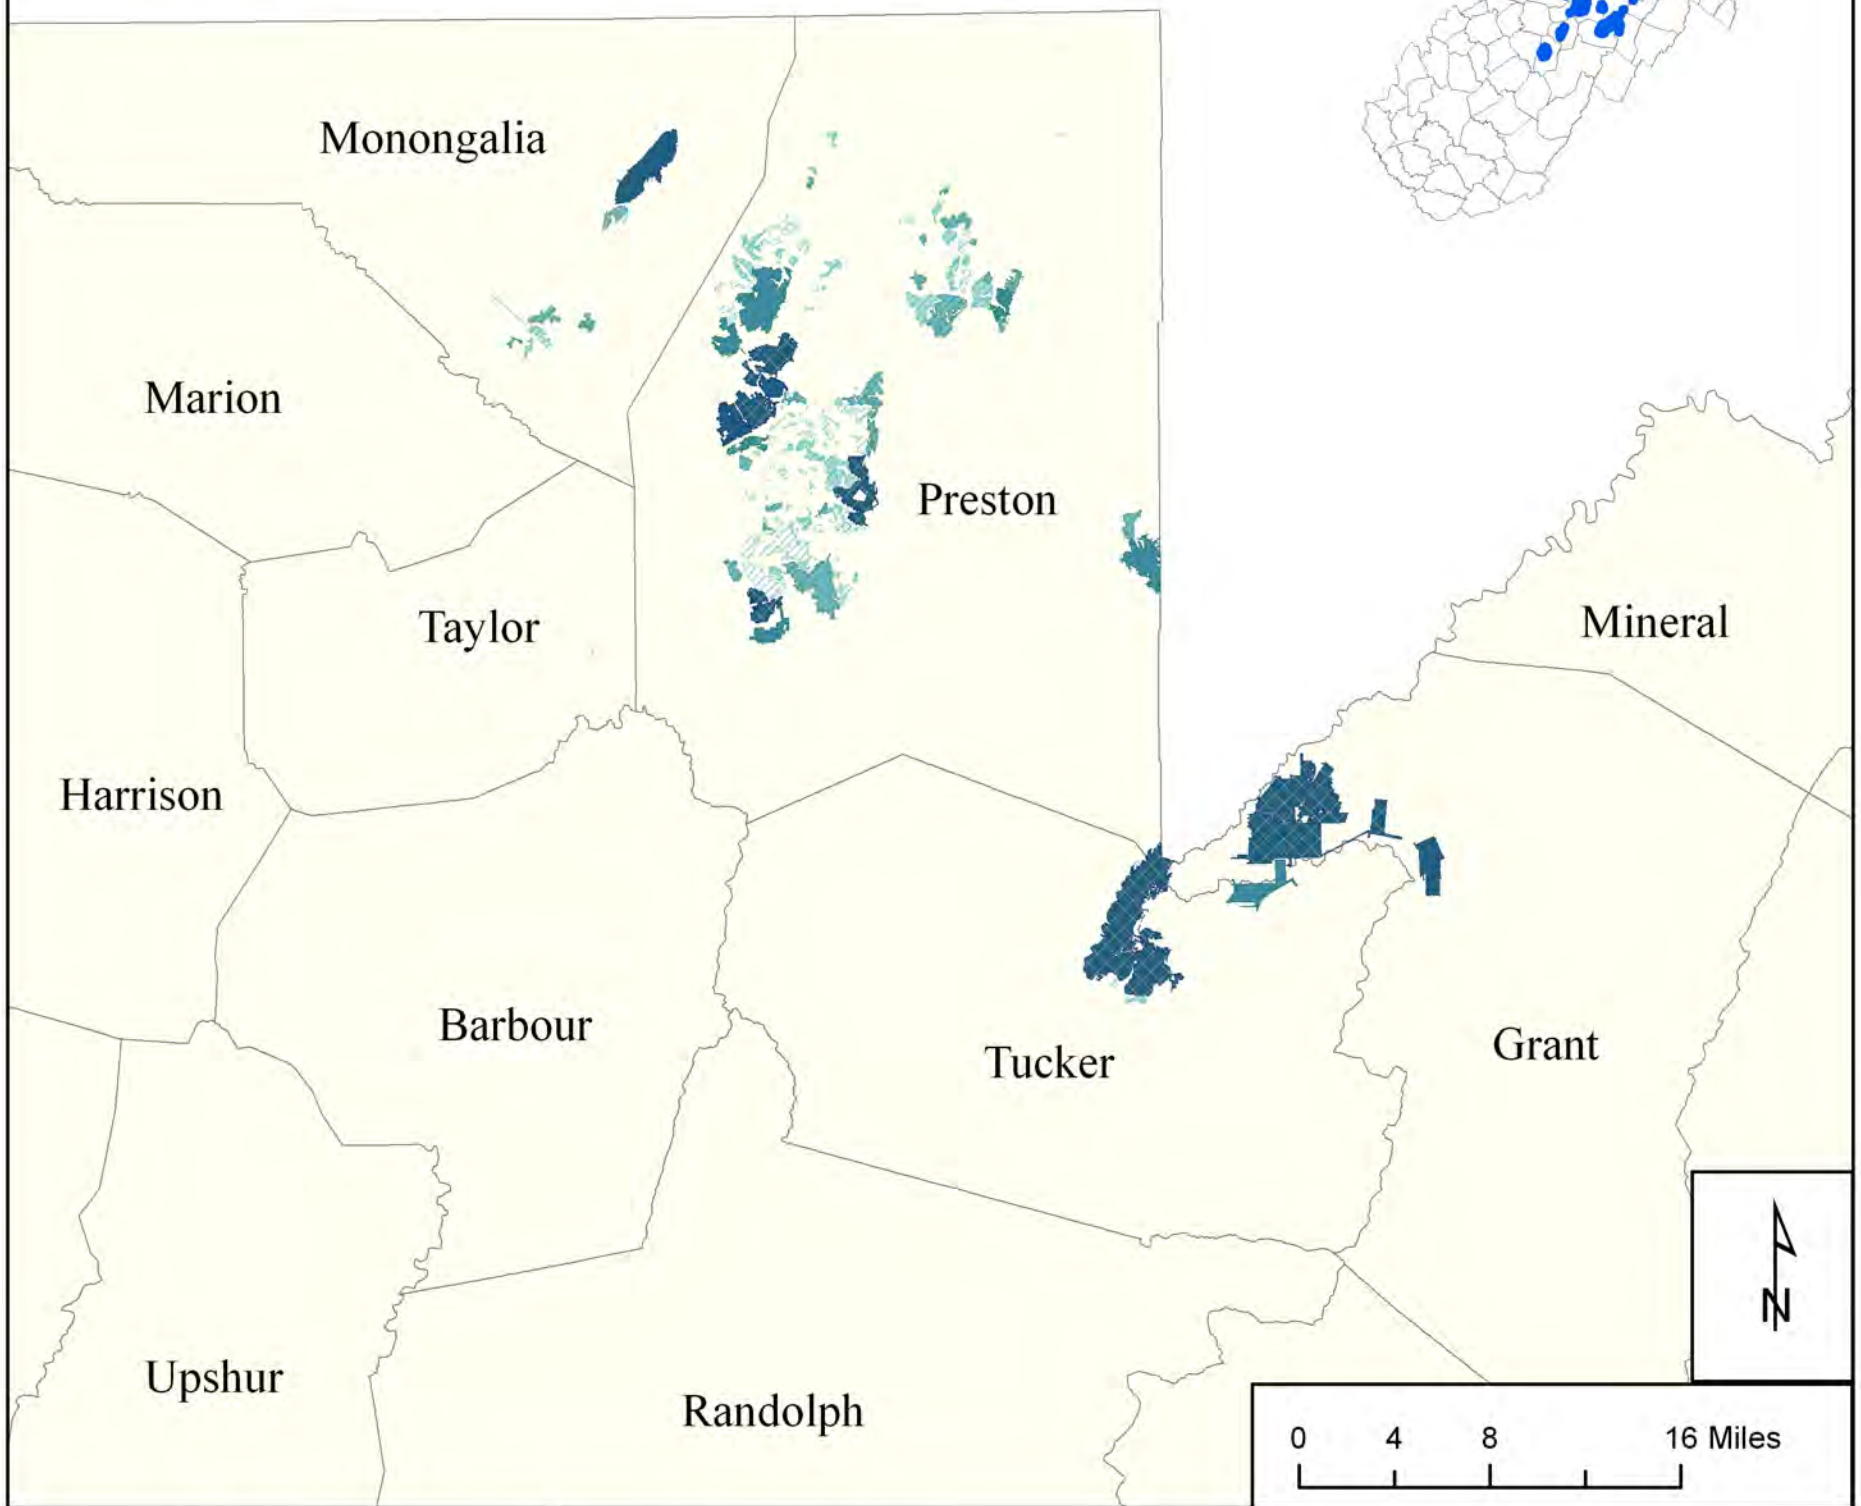 Monongalia
Marion
Preston
Taylor
Mineral
Harrison
Barbour
Tucker
Grant
Upshur
Randolph
N
0 4 8 16 Miles